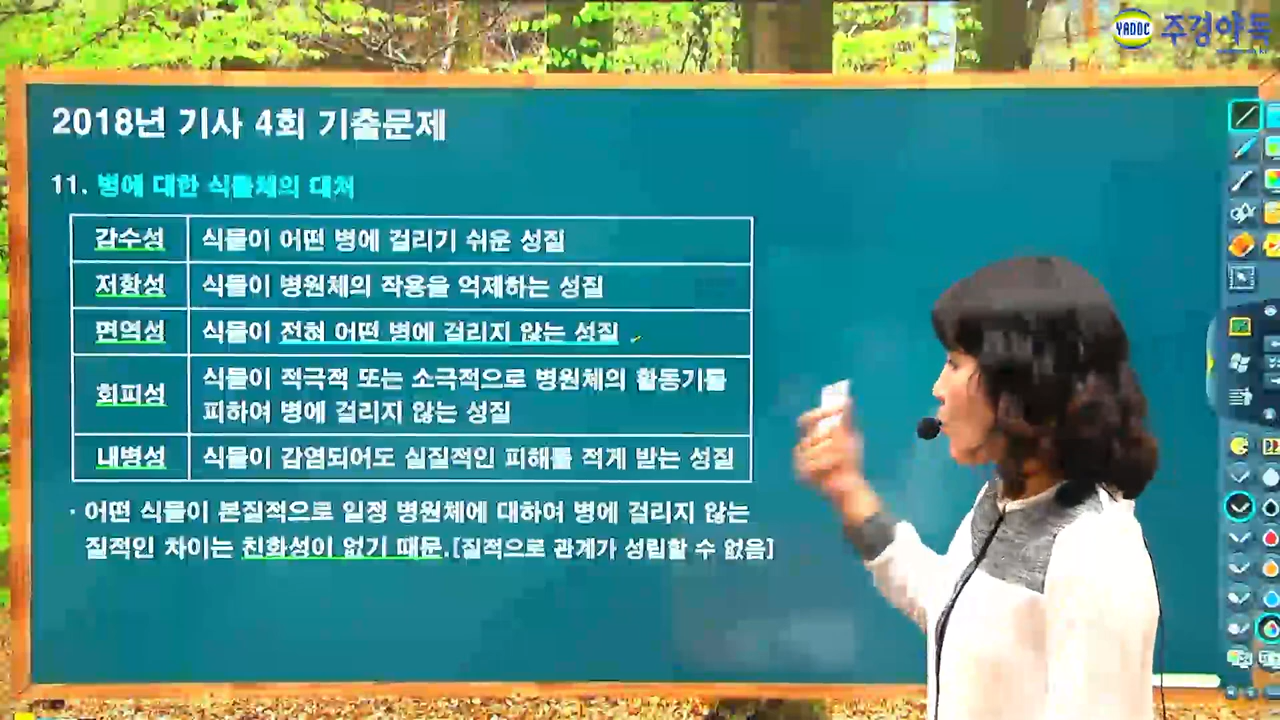 YADOC 주경야독
2018년 기사 4회 기출문제
11. 병에 대한 식물체의 대처
감수성 식물이 어떤 병에 걸리기 쉬운 성질
저항성 식물이 병원체의 작용을 억제하는 성질
면역성 식물이 전혀 어떤 병에 걸리지 않는 성질
회피성 식물이 적극적 또는 소극적으로 병원체의 활동기를
피하여 병에 걸리지 않는 성질
내병성 식물이 감염되어도 실질적인 피해를 적게 받는 성질
· 어떤 식물이 본질적으로 일정 병원체에 대하여 병에 걸리지 않는
질적인 차이는 친화성이 없기 때문.[질적으로 관계가 성립할 수 없음]